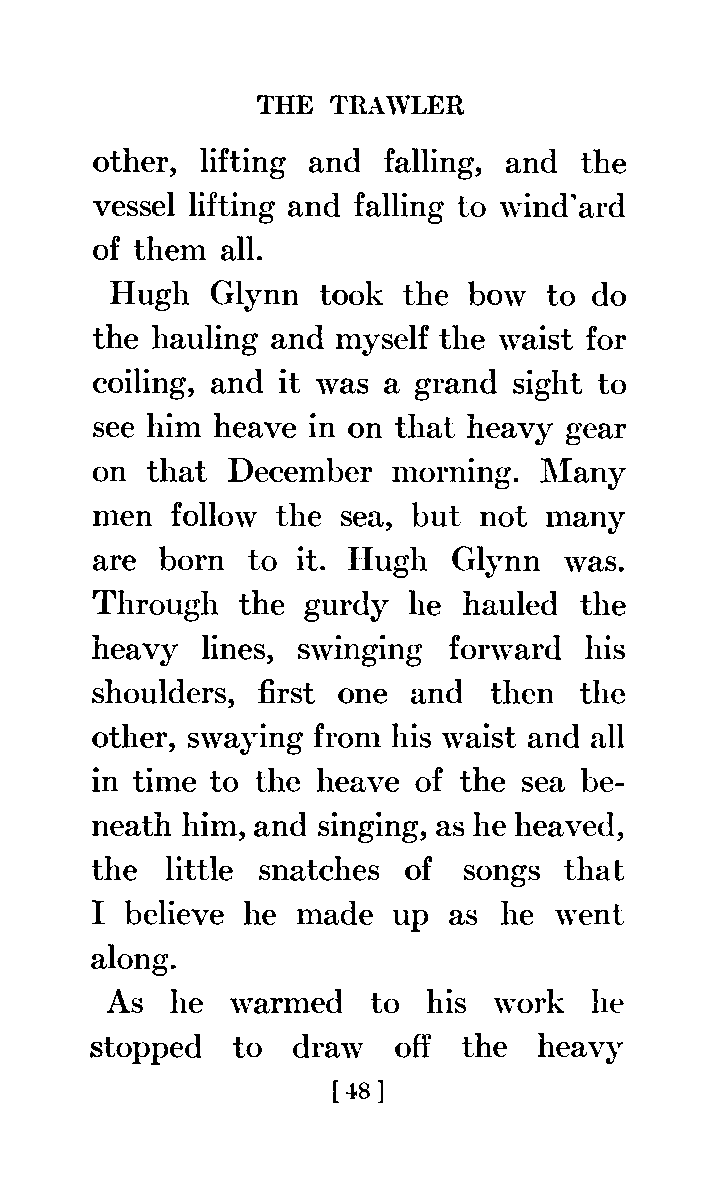 THE TRAWLER
other, lifting and falling, and the
vessel lifting and falling to wind'ard
of them all.
Hugh Glynn took the bow to do
the hauling and myself the waist for
coiling, and it was a grand sight to
see him heave in on that heavy gear
on that December morning. Many
men follow the sea, but not many
are born to it. Hugh Glynn was.
Through the gurdy he hauled the
heavy lines, swinging forward his
shoulders, first one and then the
other, swaying from his waist and all
in time to the heave of the sea be-
neath him, and singing, as he heaved,
the little snatches of songs that
I believe he made up as he went
along.
As he warmed to his work he
stopped to draw off the heavy
[48]